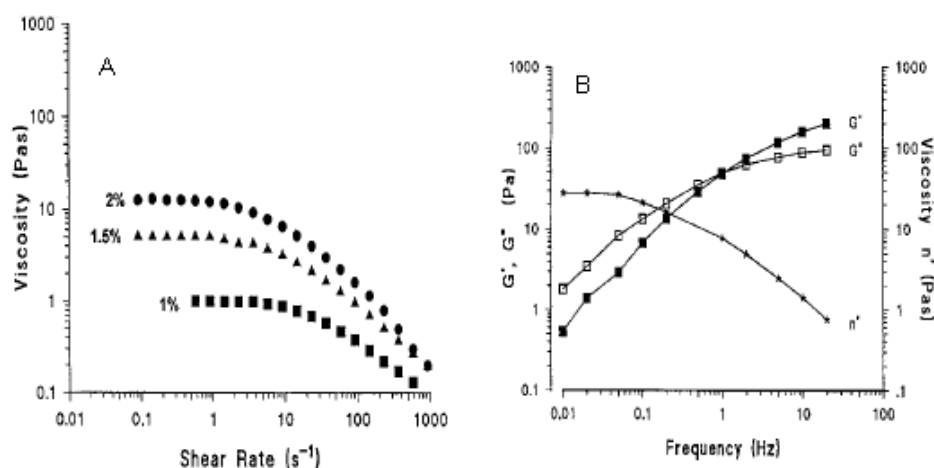 A
Viscosity (Pas)
1000
100
10
1
0.1
2%
1.5%
1%
0.01
0.1
1
10
100
1000
Shear Rate (s⁻¹)
B
G', G" (Pa)
1000
100
10
1
0.1
G'
G"
n'
1000
100
10
1
.1
Viscosity n' (Pas)
0.01
0.1
1
10
100
Frequency (Hz)